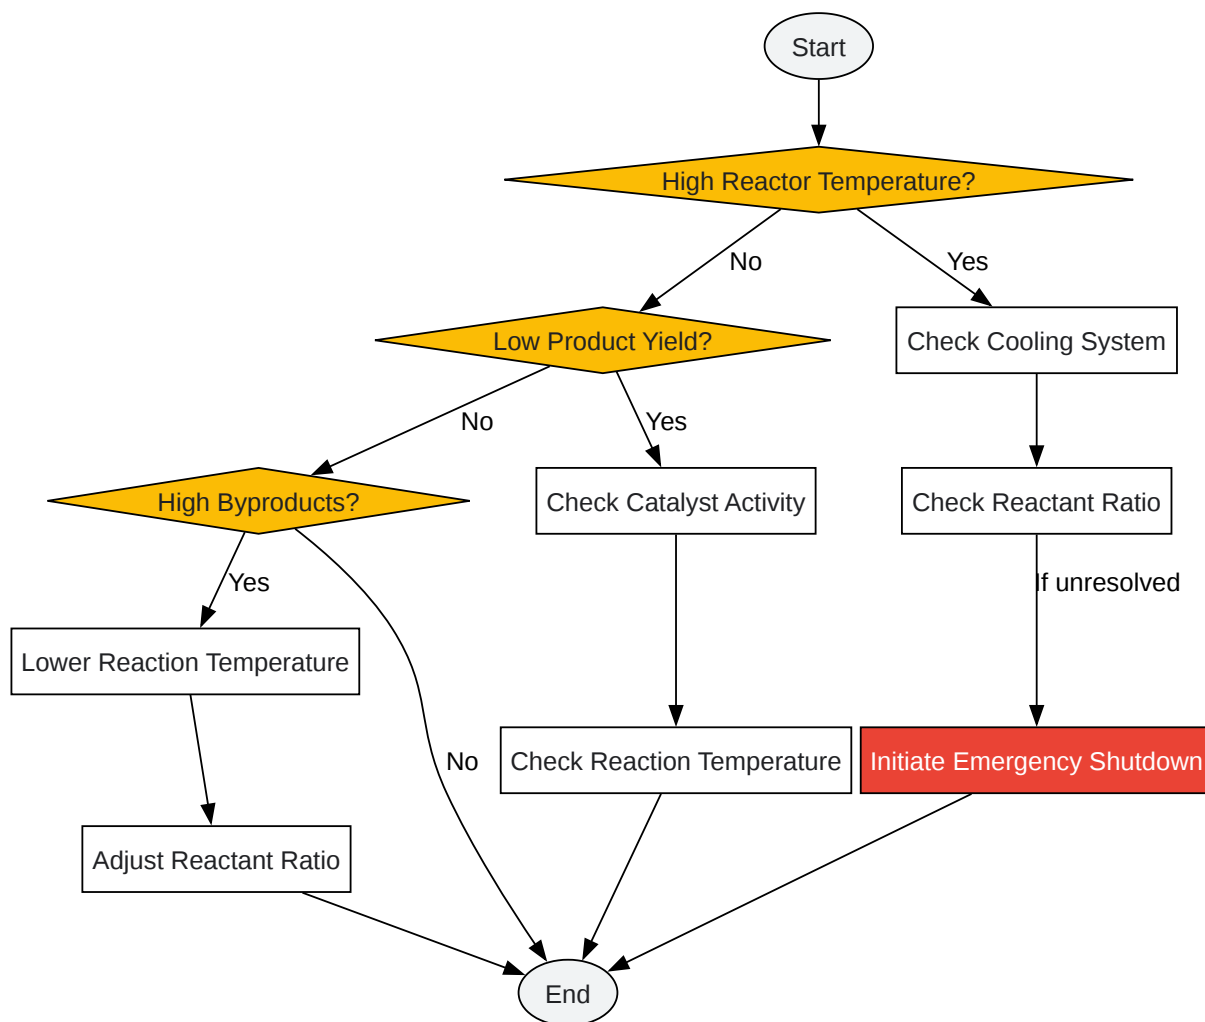 Start
High Reactor Temperature?
No
Yes
Low Product Yield?
Check Cooling System
No
Yes
High Byproducts?
Check Catalyst Activity
Check Reactant Ratio
Yes
If unresolved
Lower Reaction Temperature
No
Check Reaction Temperature
Initiate Emergency Shutdown
Adjust Reactant Ratio
End